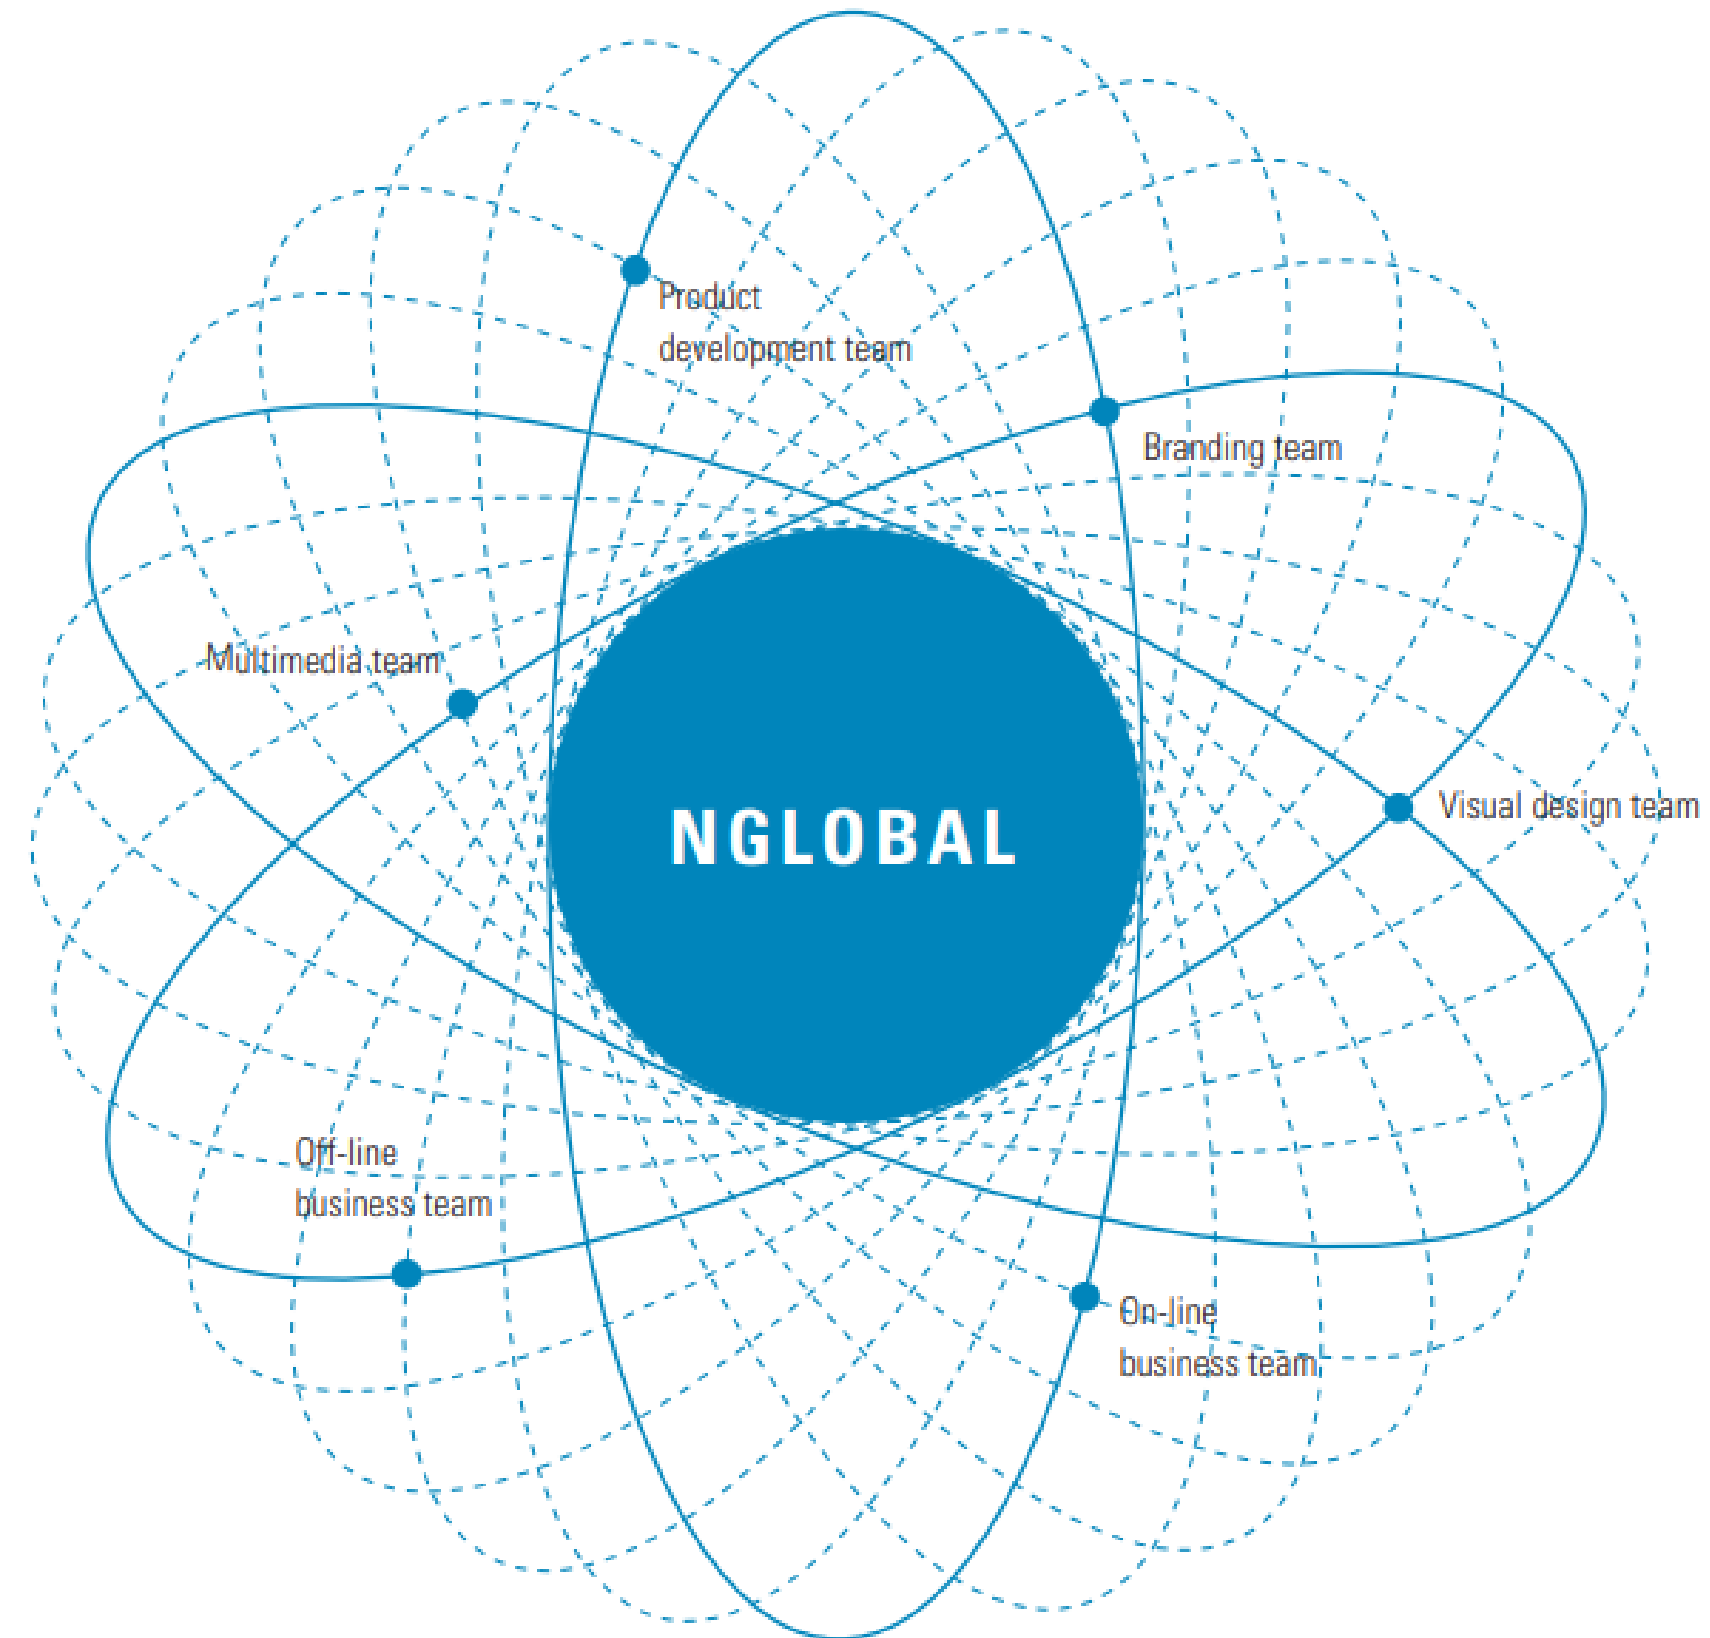 Product
development team
Branding team
Multimedia team
Visual design team
NGLOBAL
Off-line
business team
On-line
business team